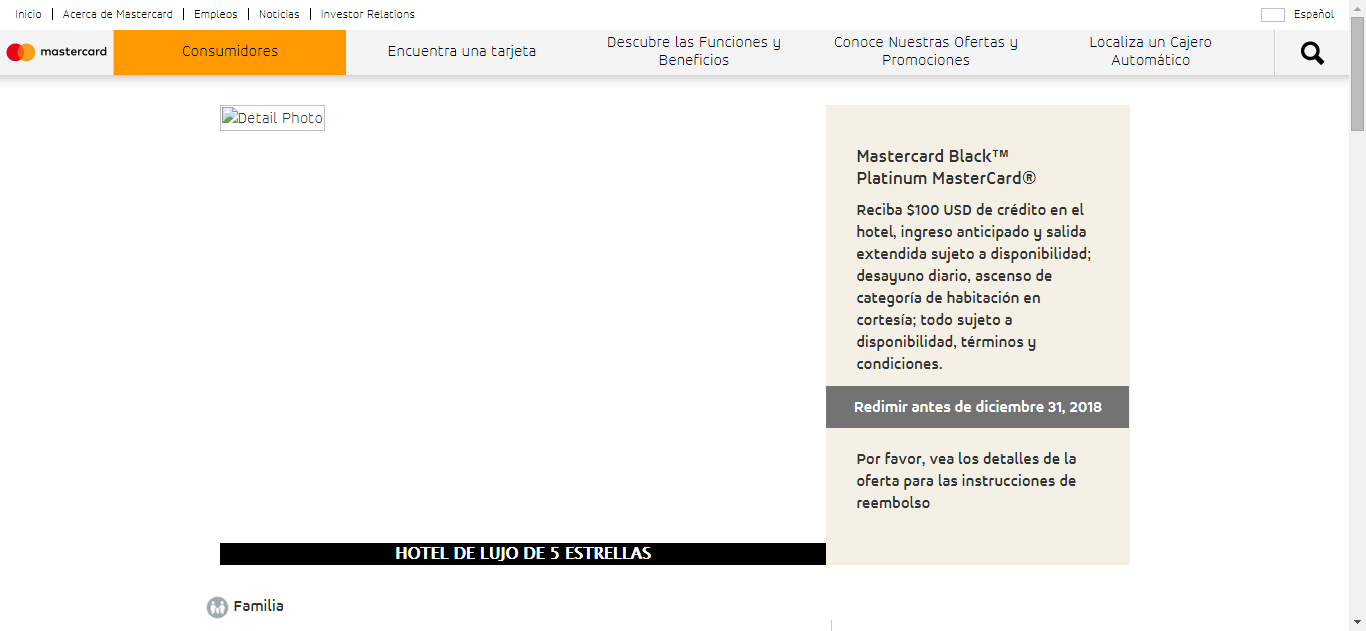 Inicio | Acerca de Mastercard | Empleos | Noticias | Investor Relations
Español
mastercard
Consumidores
Encuentra una tarjeta
Descubre las Funciones y
Beneficios
Conoce Nuestras Ofertas y
Promociones
Localiza un Cajero
Automático
Detail Photo
Mastercard Black™
Platinum MasterCard®
Reciba $100 USD de crédito en el
hotel, ingreso anticipado y salida
extendida sujeto a disponibilidad;
desayuno diario, ascenso de
categoría de habitación en
cortesía; todo sujeto a
disponibilidad, términos y
condiciones.
Redimir antes de diciembre 31, 2018
Por favor, vea los detalles de la
oferta para las instrucciones de
reembolso
HOTEL DE LUJO DE 5 ESTRELLAS
Familia